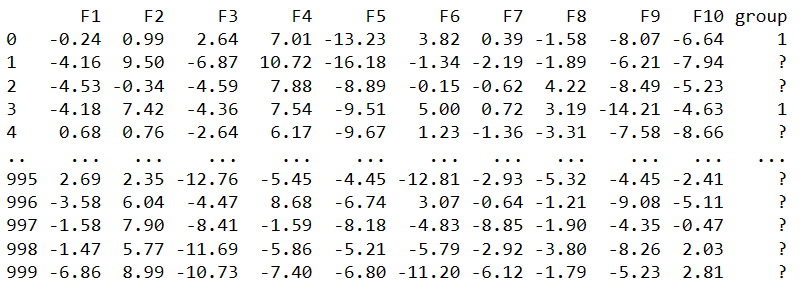 F1 F2 F3 F4 F5 F6 F7 F8 F9 F10 group
0 -0.24 0.99 2.64 7.01 -13.23 3.82 0.39 -1.58 -8.07 -6.64 1
1 -4.16 9.50 -6.87 10.72 -16.18 -1.34 -2.19 -1.89 -6.21 -7.94 ?
2 -4.53 -0.34 -4.59 7.88 -8.89 -0.15 -0.62 4.22 -8.49 -5.23 ?
3 -4.18 7.42 -4.36 7.54 -9.51 5.00 0.72 3.19 -14.21 -4.63 1
4 0.68 0.76 -2.64 6.17 -9.67 1.23 -1.36 -3.31 -7.58 -8.66 ?
.. ... ... ... ... ... ... ... ... ... ... ...
995 2.69 2.35 -12.76 -5.45 -4.45 -12.81 -2.93 -5.32 -4.45 -2.41 ?
996 -3.58 6.04 -4.47 8.68 -6.74 3.07 -0.64 -1.21 -9.08 -5.11 ?
997 -1.58 7.90 -8.41 -1.59 -8.18 -4.83 -8.85 -1.90 -4.35 -0.47 ?
998 -1.47 5.77 -11.69 -5.86 -5.21 -5.79 -2.92 -3.80 -8.26 2.03 ?
999 -6.86 8.99 -10.73 -7.40 -6.80 -11.20 -6.12 -1.79 -5.23 2.81 ?